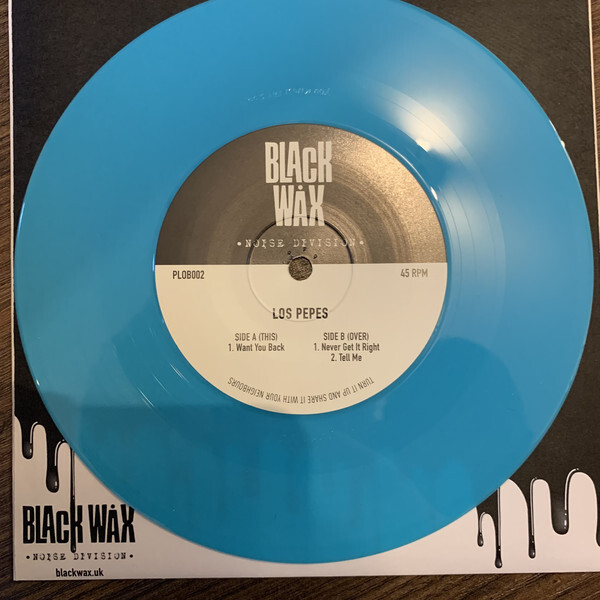 BLACK
WAX
• NOISE DIVISION •
PLOB002
45 RPM
LOS PEPES
SIDE A (THIS)
1. Want You Back
SIDE B (OVER)
1. Never Get It Right
2. Tell Me
TURN IT UP AND SHARE IT WITH YOUR NEIGHBOURS
BLACK WAX
• NOISE DIVISION •
blackwax.uk